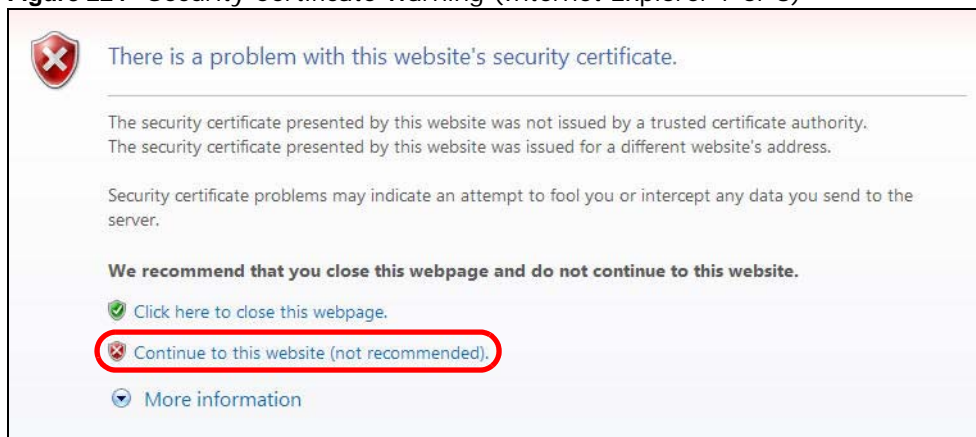 There is a problem with this website's security certificate.
The security certificate presented by this website was not issued by a trusted certificate authority.
The security certificate presented by this website was issued for a different website's address.
Security certificate problems may indicate an attempt to fool you or intercept any data you send to the
server.
We recommend that you close this webpage and do not continue to this website.
Click here to close this webpage.
Continue to this website (not recommended).
More information